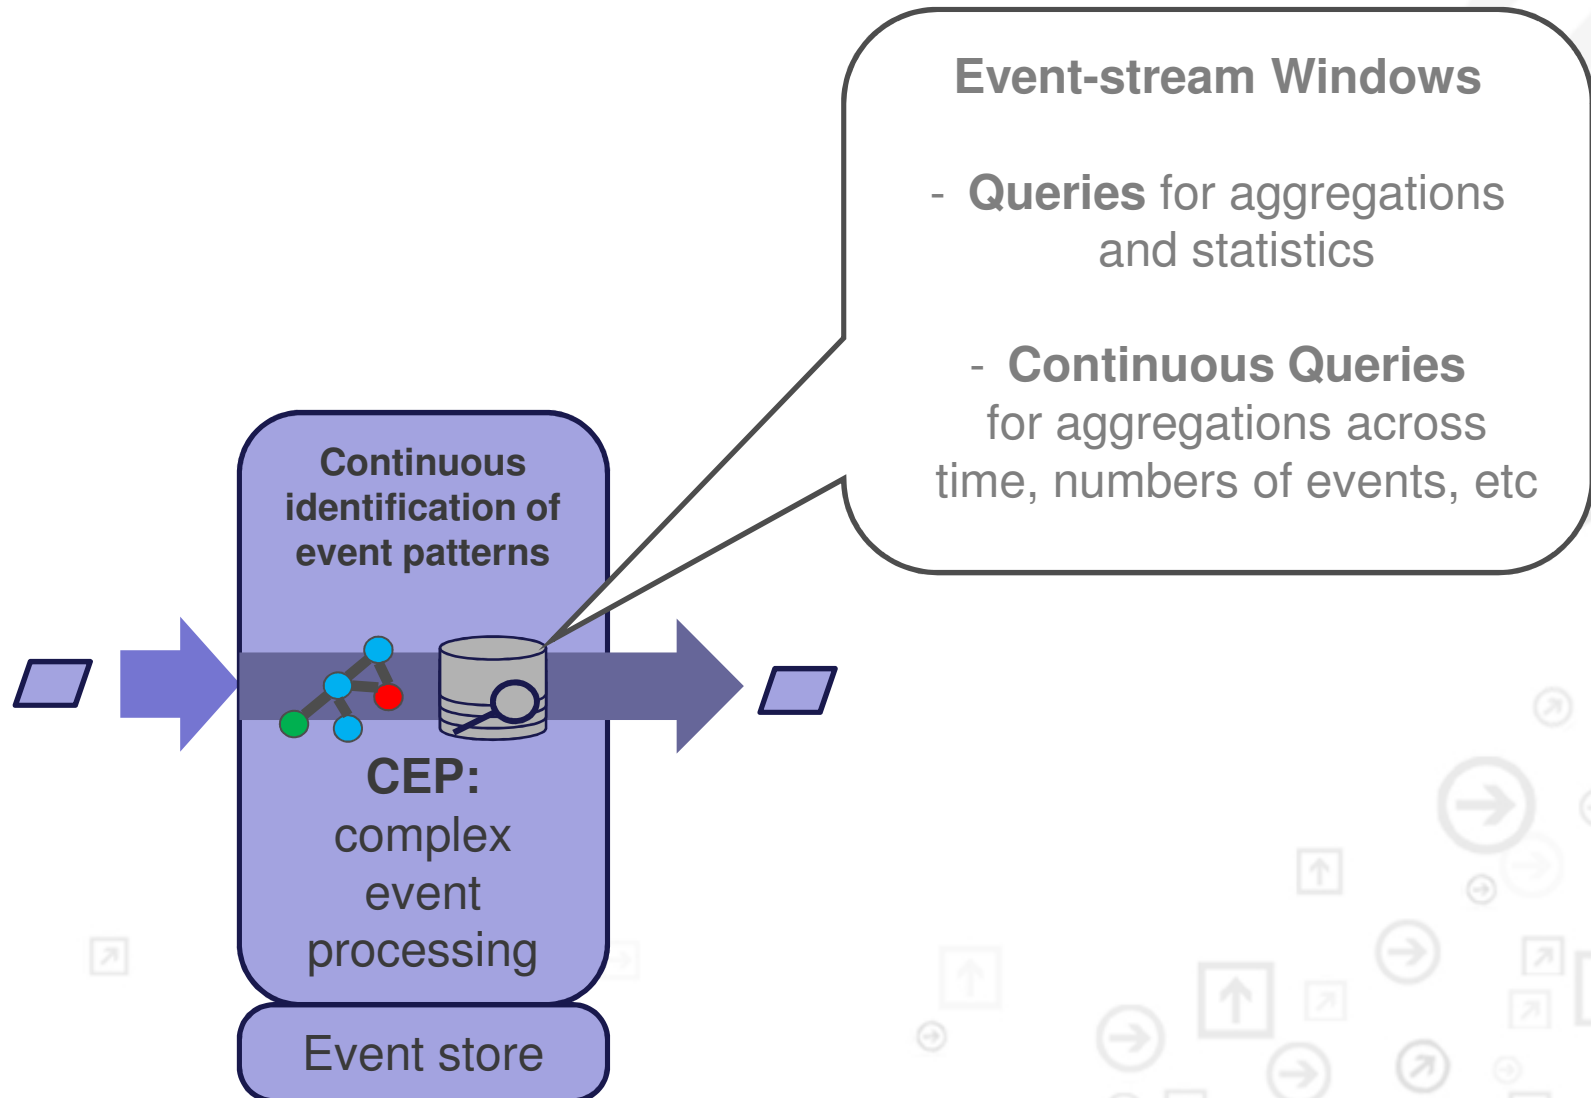 Event-stream Windows
- Queries for aggregations
and statistics
- Continuous Queries
for aggregations across
time, numbers of events, etc
Continuous
identification of
event patterns
CEP:
complex
event
processing
Event store